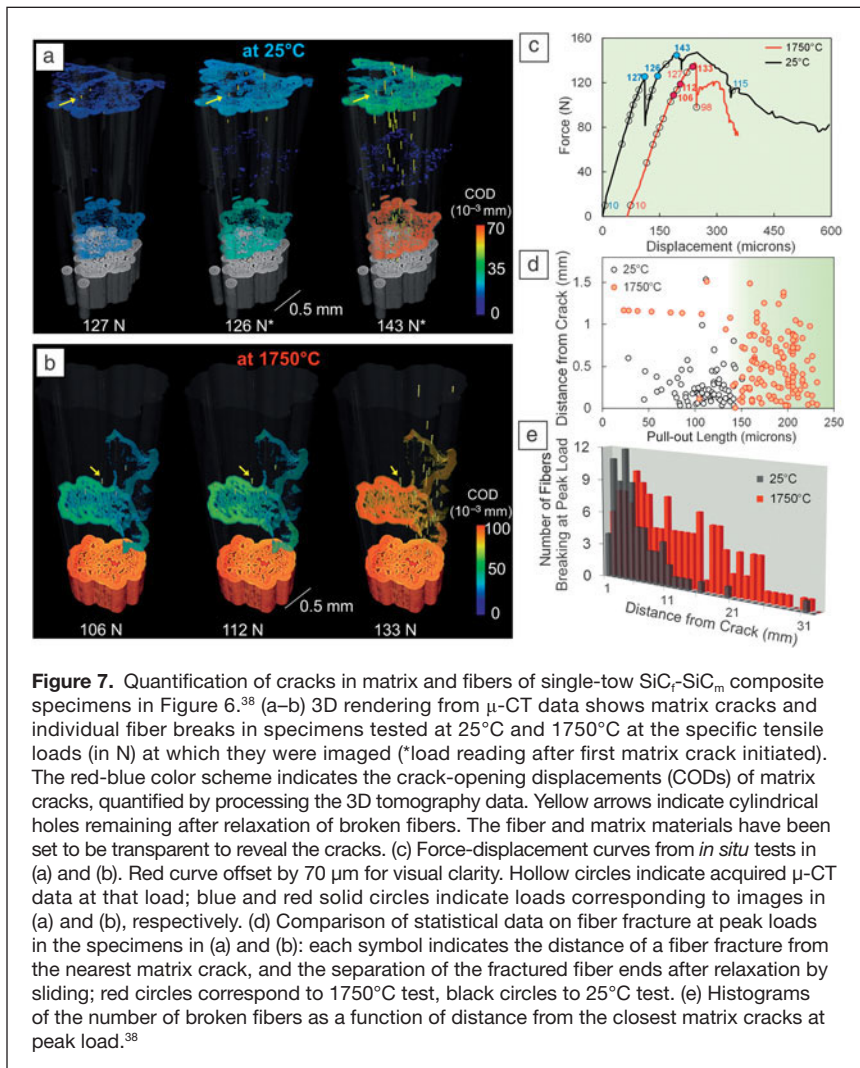 a
at 25°C
COD
(10⁻³ mm)
70
35
0
0.5 mm
127 N
126 N*
143 N*
b
at 1750°C
COD
(10⁻³ mm)
100
50
0
0.5 mm
106 N
112 N
133 N
c
160
120
80
40
0
Force (N)
143
126
127
127
133
112
106
115
98
10
10
1750°C
25°C
0
150
300
450
600
Displacement (microns)
d
25°C
1750°C
1.5
1
0.5
0
Distance from Crack (mm)
0
50
100
150
200
250
Pull-out Length (microns)
e
12
9
6
3
0
Number of Fibers
Breaking at Peak Load
25°C
1750°C
1
11
21
31
Distance from Crack (mm)
Figure 7. Quantification of cracks in matrix and fibers of single-tow SiCf-SiCm composite
specimens in Figure 6.³⁸ (a–b) 3D rendering from μ-CT data shows matrix cracks and
individual fiber breaks in specimens tested at 25°C and 1750°C at the specific tensile
loads (in N) at which they were imaged (*load reading after first matrix crack initiated).
The red-blue color scheme indicates the crack-opening displacements (CODs) of matrix
cracks, quantified by processing the 3D tomography data. Yellow arrows indicate cylindrical
holes remaining after relaxation of broken fibers. The fiber and matrix materials have been
set to be transparent to reveal the cracks. (c) Force-displacement curves from in situ tests in
(a) and (b). Red curve offset by 70 μm for visual clarity. Hollow circles indicate acquired μ-CT
data at that load; blue and red solid circles indicate loads corresponding to images in
(a) and (b), respectively. (d) Comparison of statistical data on fiber fracture at peak loads
in the specimens in (a) and (b): each symbol indicates the distance of a fiber fracture from
the nearest matrix crack, and the separation of the fractured fiber ends after relaxation by
sliding; red circles correspond to 1750°C test, black circles to 25°C test. (e) Histograms
of the number of broken fibers as a function of distance from the closest matrix cracks at
peak load.³⁸